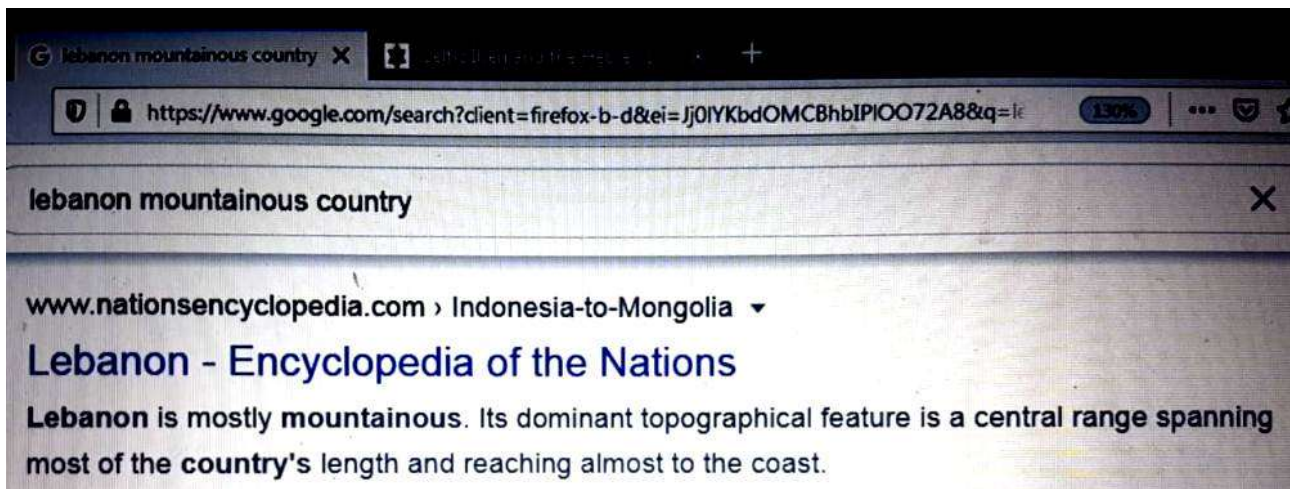 lebanon mountainous country
https://www.google.com/search?client=firefox-b-d&ei=Jj0lYKbdOMCBhbIPlOO72A8&q=le 130%
lebanon mountainous country
www.nationsencyclopedia.com › Indonesia-to-Mongolia
Lebanon - Encyclopedia of the Nations
Lebanon is mostly mountainous. Its dominant topographical feature is a central range spanning
most of the country's length and reaching almost to the coast.